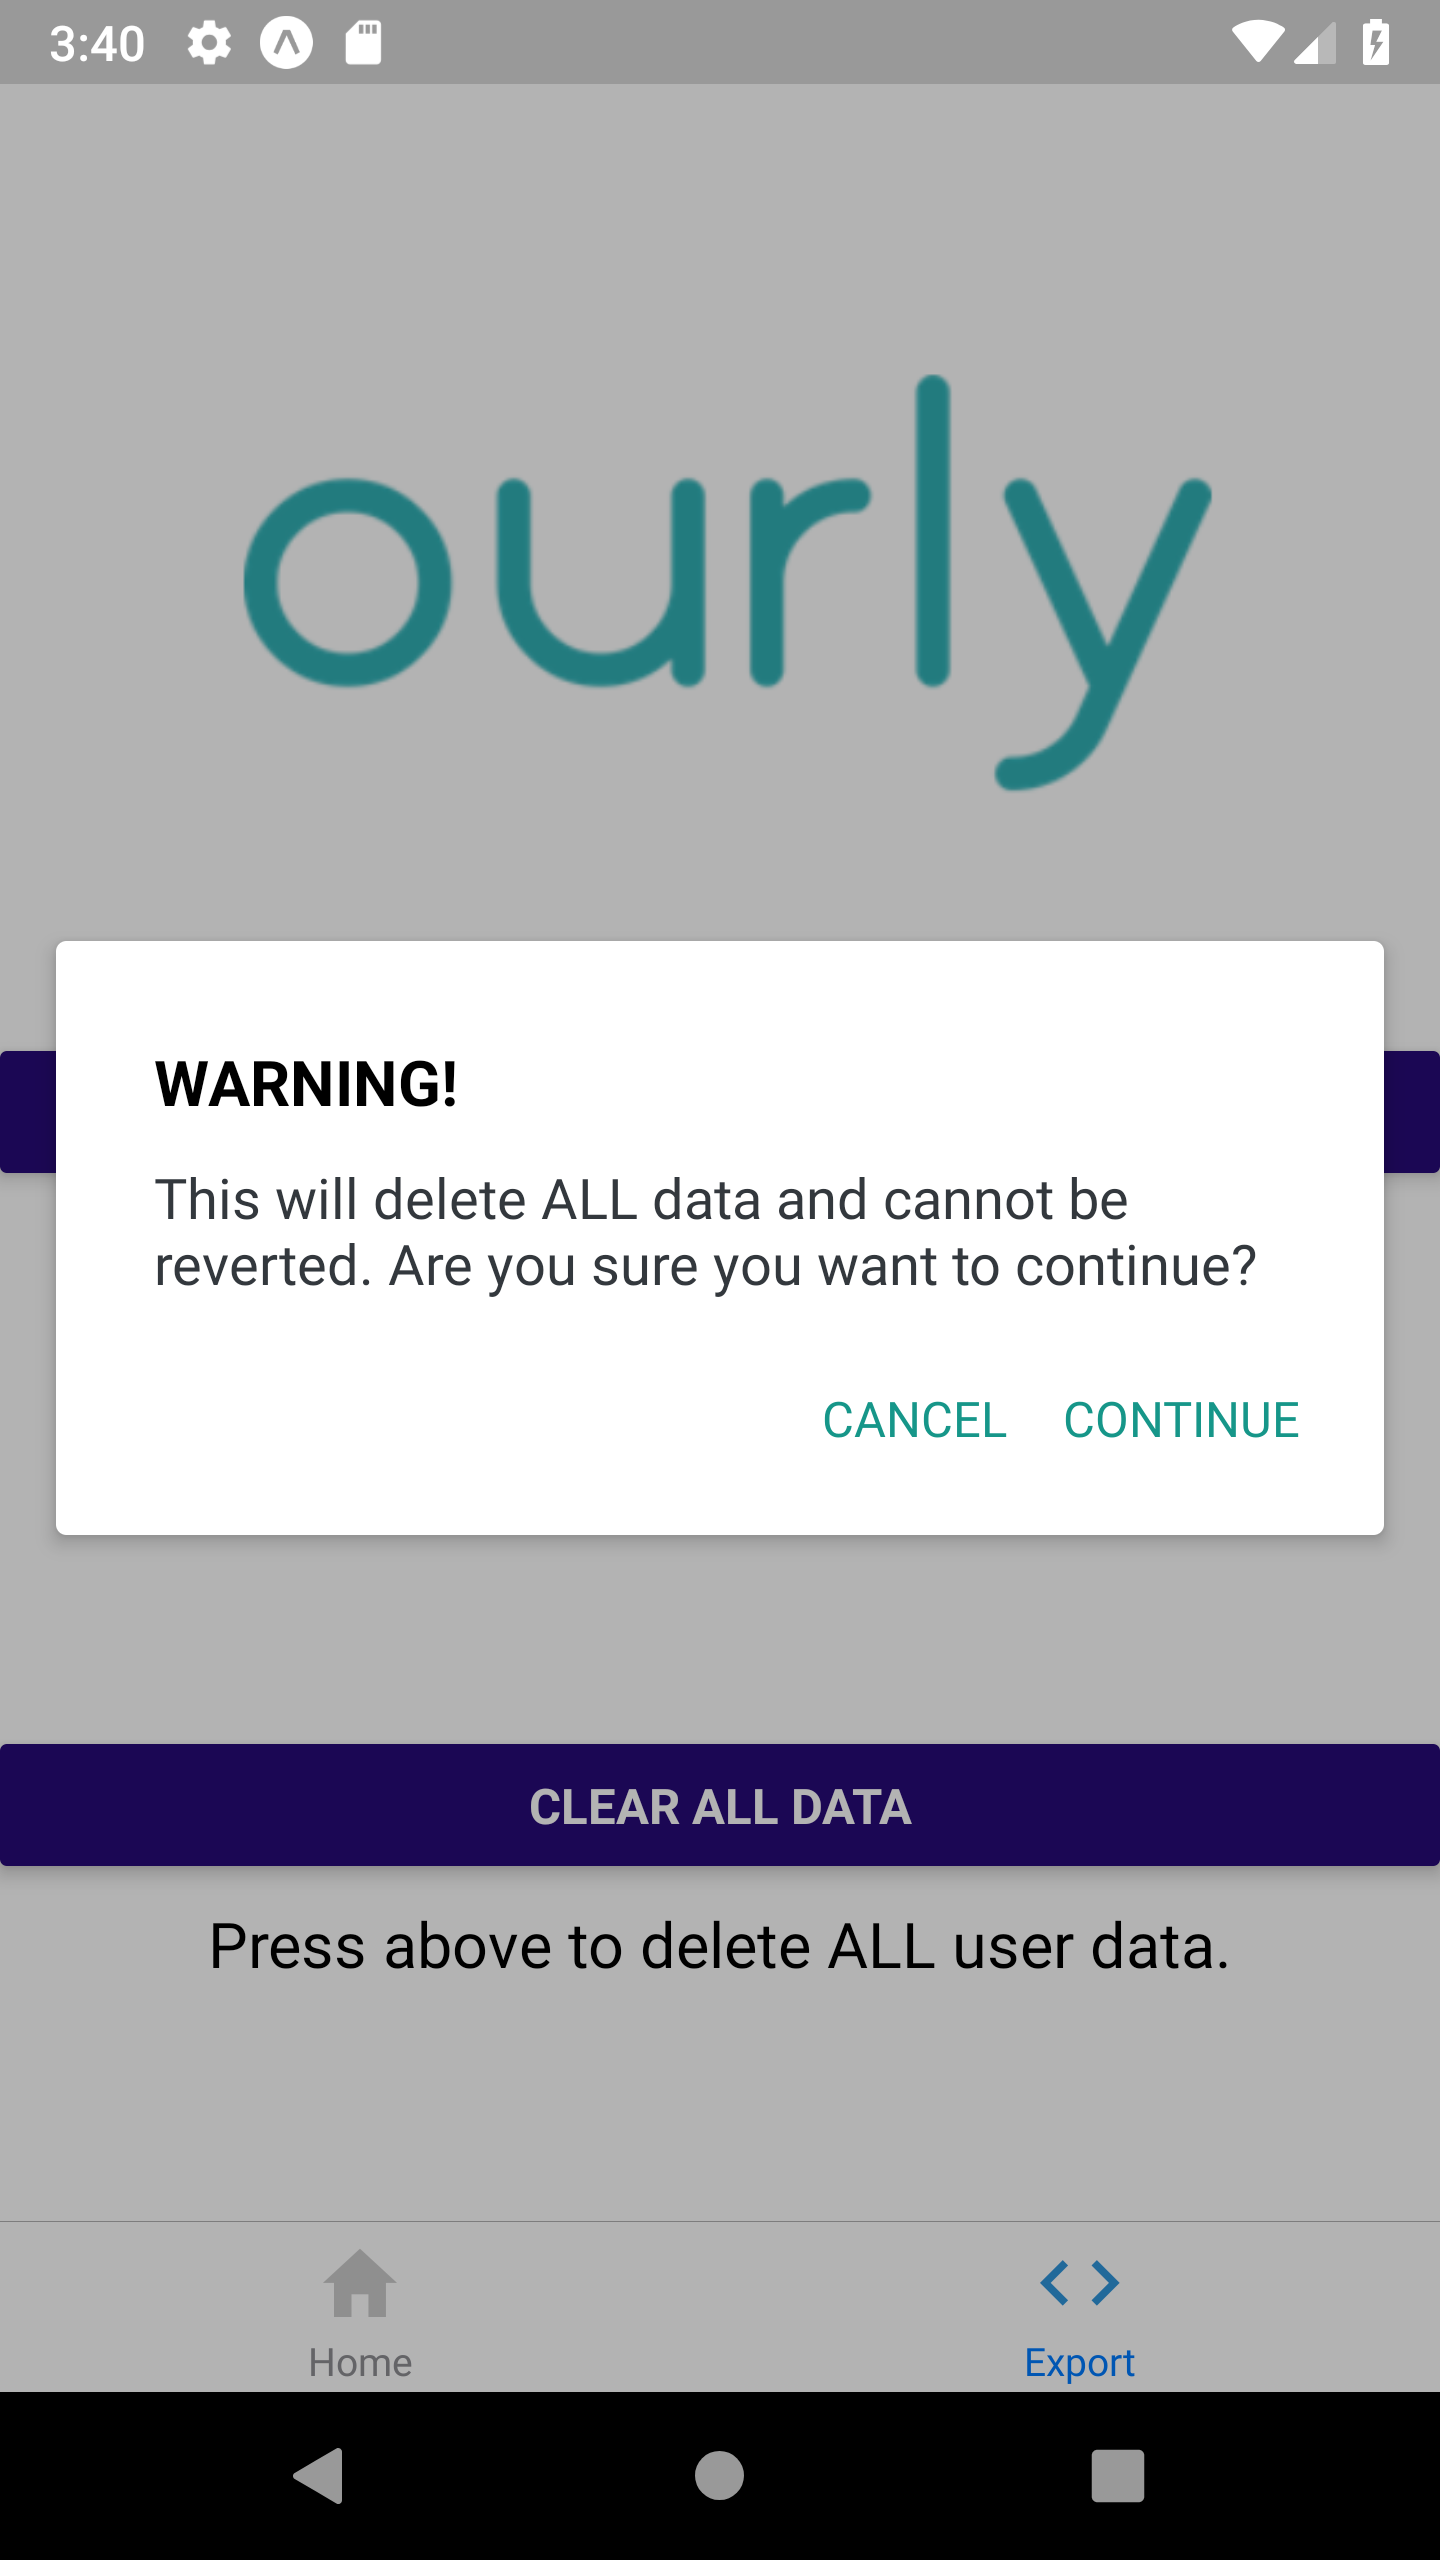 3:40
ourly
WARNING!
This will delete ALL data and cannot be
reverted. Are you sure you want to continue?
CANCEL CONTINUE
CLEAR ALL DATA
Press above to delete ALL user data.
Home Export